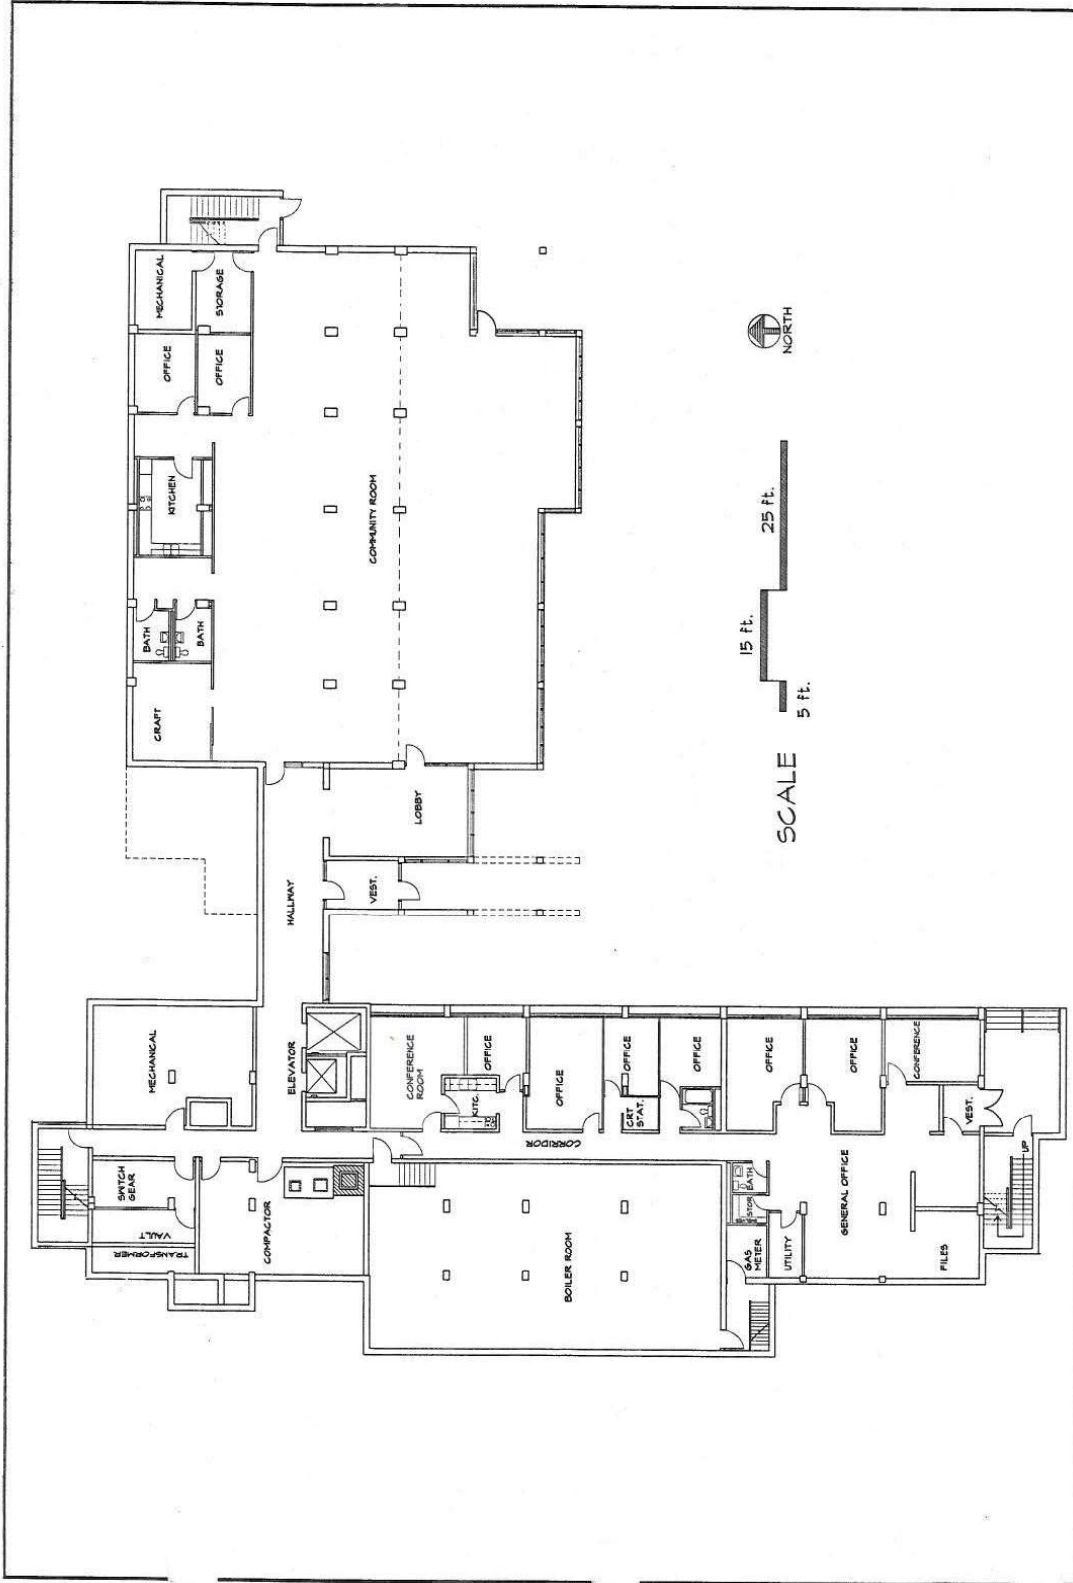 MECHANICAL
STORAGE
OFFICE
OFFICE
KITCHEN
COMMUNITY ROOM
BATH
BATH
CRAFT
LOBBY
HALLWAY
VEST.
MECHANICAL
ELEVATOR
CONFERENCE
ROOM
OFFICE
KITC.
OFFICE
OFFICE
CRT
STAT.
OFFICE
OFFICE
OFFICE
CONFERENCE
VEST.
CORRIDOR
SWITCH
GEAR
VAULT
TRANSFORMER
COMPACTOR
BOILER ROOM
BATH
STOR
GAS
METER
UTILITY
GENERAL OFFICE
FILES
UP
NORTH
SCALE
5 ft.
15 ft.
25 ft.